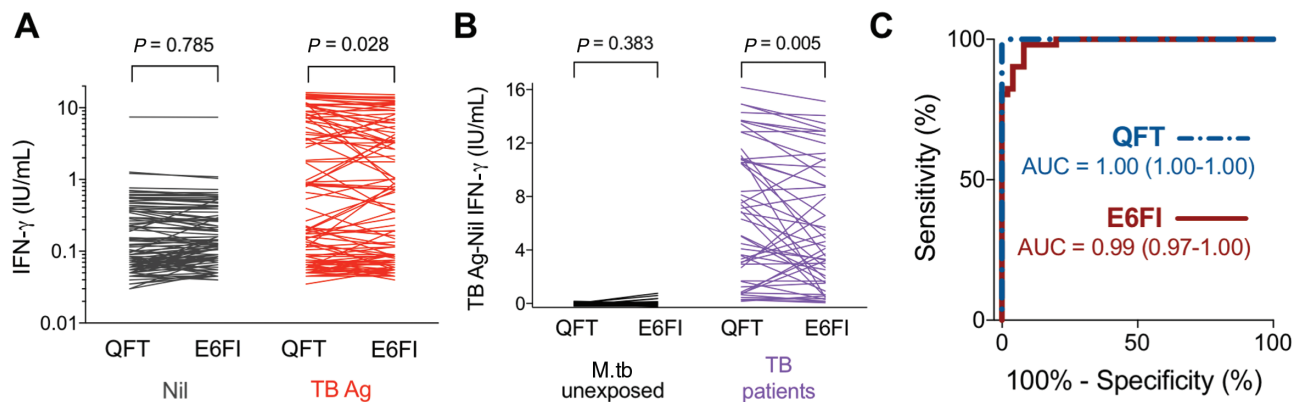 A
P = 0.785
P = 0.028
IFN-γ (IU/mL)
10
1
0.1
0.01
QFT
E6FI
QFT
E6FI
Nil
TB Ag
B
P = 0.383
P = 0.005
TB Ag-Nil IFN-γ (IU/mL)
16
12
8
4
0
QFT
E6FI
QFT
E6FI
M.tb
unexposed
TB
patients
C
Sensitivity (%)
100
50
0
QFT
AUC = 1.00 (1.00-1.00)
E6FI
AUC = 0.99 (0.97-1.00)
0
50
100
100% - Specificity (%)